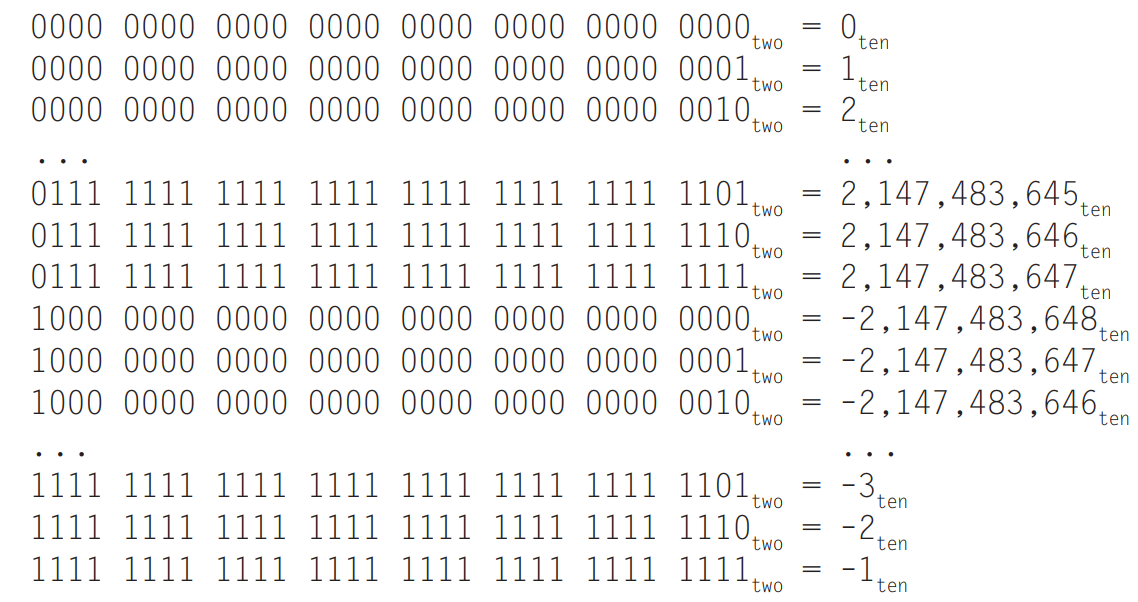 0000 0000 0000 0000 0000 0000 0000 0000two = 0ten
0000 0000 0000 0000 0000 0000 0000 0001two = 1ten
0000 0000 0000 0000 0000 0000 0000 0010two = 2ten
... ...
0111 1111 1111 1111 1111 1111 1111 1101two = 2,147,483,645ten
0111 1111 1111 1111 1111 1111 1111 1110two = 2,147,483,646ten
0111 1111 1111 1111 1111 1111 1111 1111two = 2,147,483,647ten
1000 0000 0000 0000 0000 0000 0000 0000two = -2,147,483,648ten
1000 0000 0000 0000 0000 0000 0000 0001two = -2,147,483,647ten
1000 0000 0000 0000 0000 0000 0000 0010two = -2,147,483,646ten
... ...
1111 1111 1111 1111 1111 1111 1111 1101two = -3ten
1111 1111 1111 1111 1111 1111 1111 1110two = -2ten
1111 1111 1111 1111 1111 1111 1111 1111two = -1ten